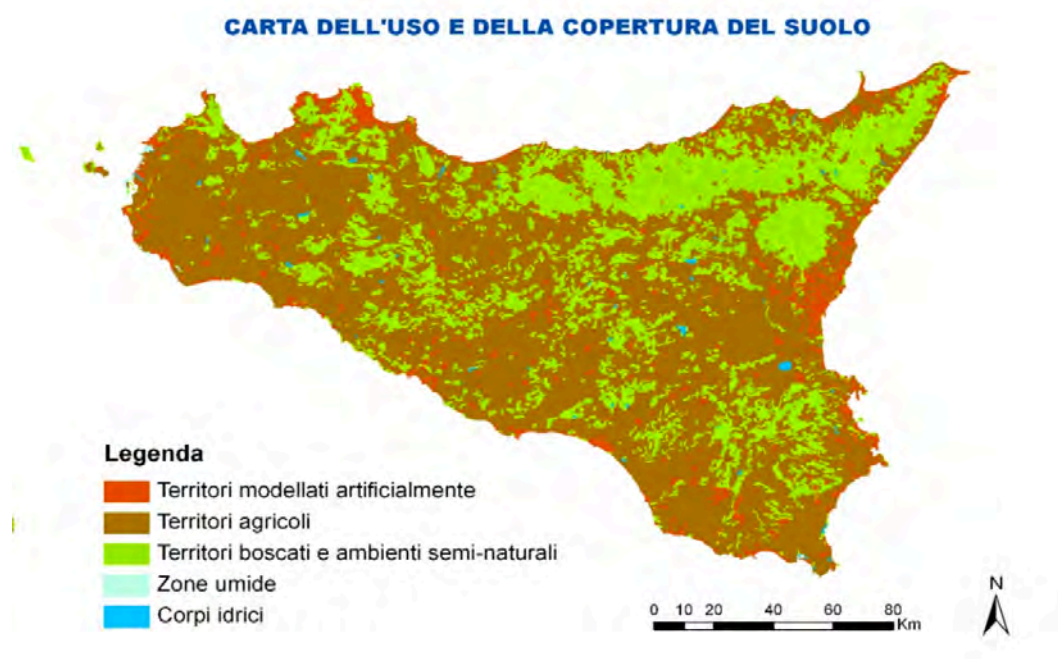 CARTA DELL'USO E DELLA COPERTURA DEL SUOLO
Legenda
Territori modellati artificialmente
Territori agricoli
Territori boscati e ambienti semi-naturali
Zone umide
Corpi idrici
0 10 20 40 60 80
Km
N